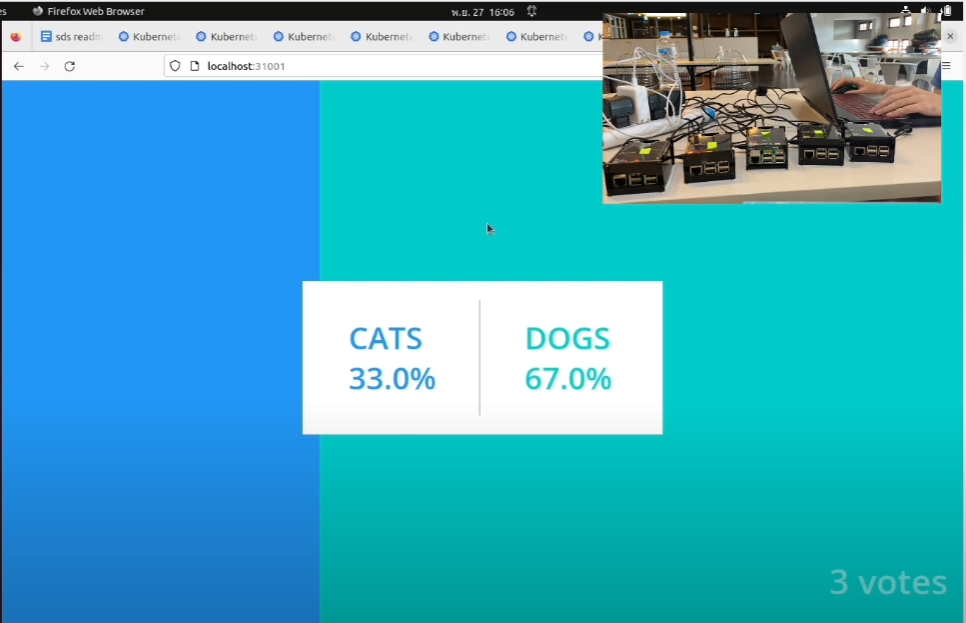 es Firefox Web Browser พ.ย. 27 16:06
sds readm Kubernet Kubernet Kubernet Kubernet Kubernet Kubernet K
localhost:31001
CATS DOGS
33.0% 67.0%
3 votes